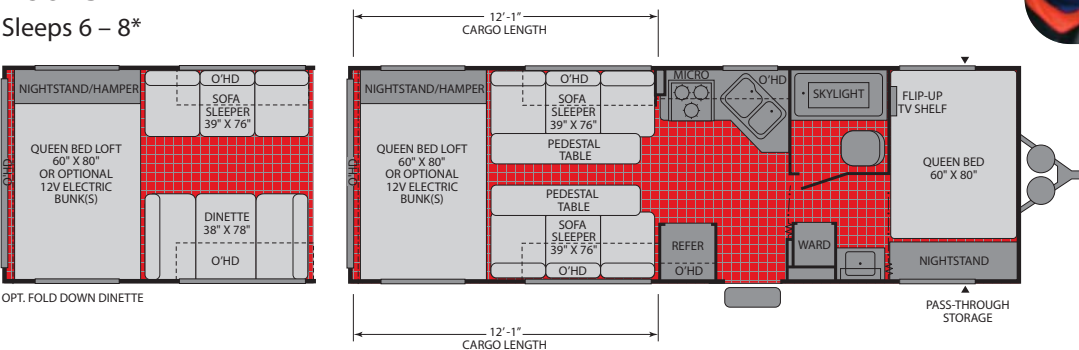 Sleeps 6 – 8*
12'-1"
CARGO LENGTH
NIGHTSTAND/HAMPER
O'HD
SOFA
SLEEPER
39" X 76"
QUEEN BED LOFT
60" X 80"
OR OPTIONAL
12V ELECTRIC
BUNK(S)
O'HD
DINETTE
38" X 78"
O'HD
OPT. FOLD DOWN DINETTE
NIGHTSTAND/HAMPER
O'HD
SOFA
SLEEPER
39" X 76"
PEDESTAL
TABLE
QUEEN BED LOFT
60" X 80"
OR OPTIONAL
12V ELECTRIC
BUNK(S)
O'HD
PEDESTAL
TABLE
SOFA
SLEEPER
39" X 76"
O'HD
MICRO
O'HD
SKYLIGHT
FLIP-UP
TV SHELF
QUEEN BED
60" X 80"
REFER
O'HD
WARD
NIGHTSTAND
PASS-THROUGH
STORAGE
12'-1"
CARGO LENGTH